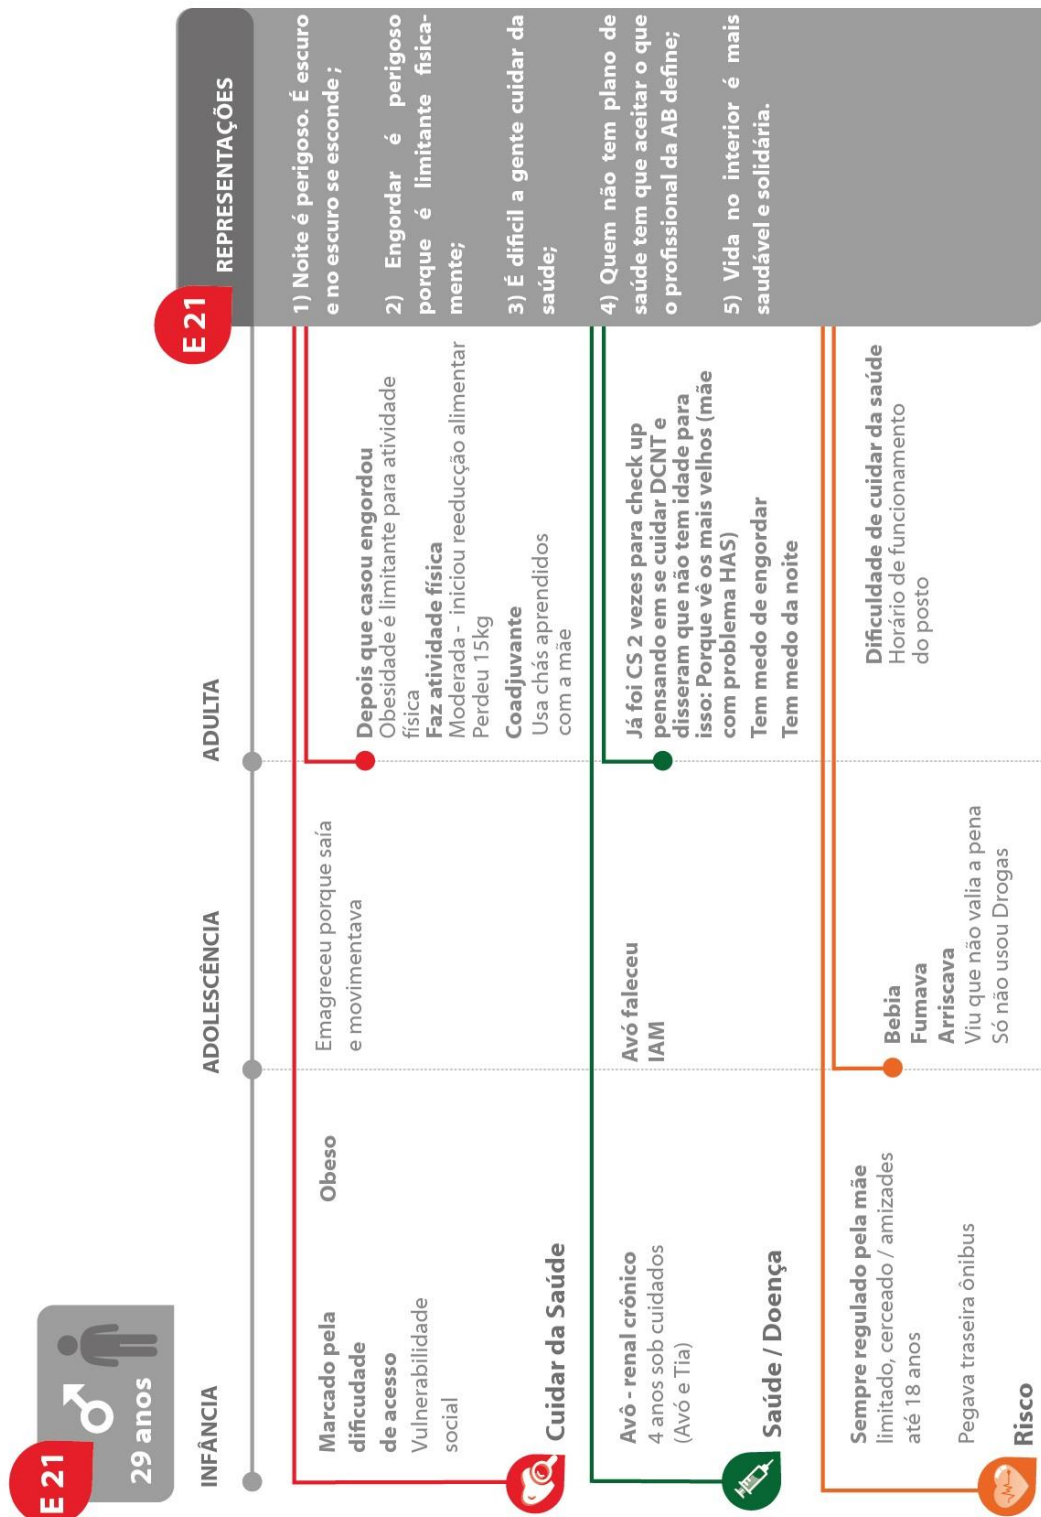 E 21
29 anos
INFÂNCIA
ADOLESCÊNCIA
ADULTA
E 21
REPRESENTAÇÕES
Marcado pela
dificudade
de acesso
Vulnerabilidade
social
Obeso
Emagreceu porque saía
e movimentava
Depois que casou engordou
Obesidade é limitante para atividade
física
Faz atividade física
Moderada - iniciou reeducção alimentar
Perdeu 15kg
Coadjuvante
Usa chás aprendidos
com a mãe
Cuidar da Saúde
Avô - renal crônico
4 anos sob cuidados
(Avó e Tia)
Avó faleceu
IAM
Já foi CS 2 vezes para check up
pensando em se cuidar DCNT e
disseram que não tem idade para
isso: Porque vê os mais velhos (mãe
com problema HAS)
Tem medo de engordar
Tem medo da noite
Saúde / Doença
Sempre regulado pela mãe
limitado, cerceado / amizades
até 18 anos
Pegava traseira ônibus
Bebia
Fumava
Arriscava
Viu que não valia a pena
Só não usou Drogas
Dificuldade de cuidar da saúde
Horário de funcionamento
do posto
Risco
1) Noite é perigoso. É escuro
e no escuro se esconde ;
2) Engordar é perigoso
porque é limitante fisica-
mente;
3) É dificil a gente cuidar da
saúde;
4) Quem não tem plano de
saúde tem que aceitar o que
o profissional da AB define;
5) Vida no interior é mais
saudável e solidária.